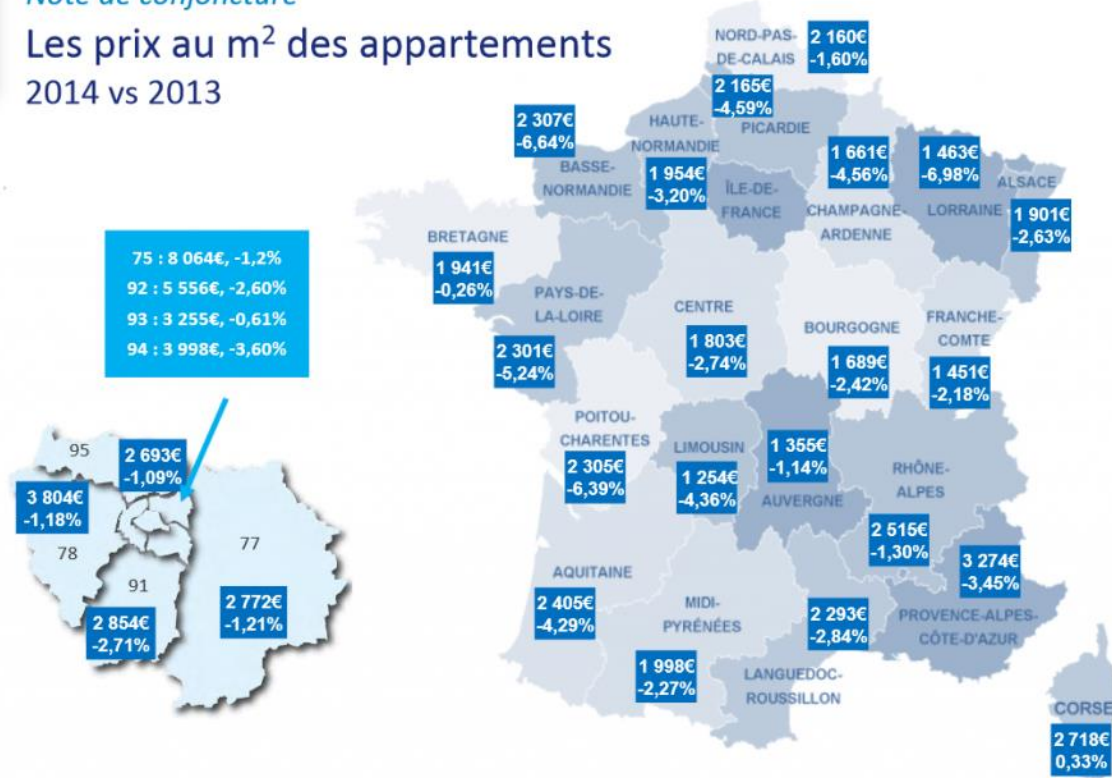 Note de conjoncture
Les prix au m² des appartements
2014 vs 2013
NORD-PAS-
DE-CALAIS
2 160€
-1,60%
2 165€
-4,59%
PICARDIE
HAUTE-
NORMANDIE
1 954€
-3,20%
2 307€
-6,64%
BASSE-
NORMANDIE
ÎLE-DE-
FRANCE
1 661€
-4,56%
CHAMPAGNE-
ARDENNE
1 463€
-6,98%
LORRAINE
ALSACE
1 901€
-2,63%
BRETAGNE
1 941€
-0,26%
PAYS-DE-
LA-LOIRE
2 301€
-5,24%
CENTRE
1 803€
-2,74%
BOURGOGNE
1 689€
-2,42%
FRANCHE-
COMTE
1 451€
-2,18%
POITOU-
CHARENTES
2 305€
-6,39%
LIMOUSIN
1 254€
-4,36%
1 355€
-1,14%
AUVERGNE
RHÔNE-
ALPES
2 515€
-1,30%
3 274€
-3,45%
PROVENCE-ALPES-
CÔTE-D'AZUR
AQUITAINE
2 405€
-4,29%
MIDI-
PYRÉNÉES
1 998€
-2,27%
2 293€
-2,84%
LANGUEDOC-
ROUSSILLON
CORSE
2 718€
0,33%
75 : 8 064€, -1,2%
92 : 5 556€, -2,60%
93 : 3 255€, -0,61%
94 : 3 998€, -3,60%
95
2 693€
-1,09%
3 804€
-1,18%
78
77
2 772€
-1,21%
91
2 854€
-2,71%